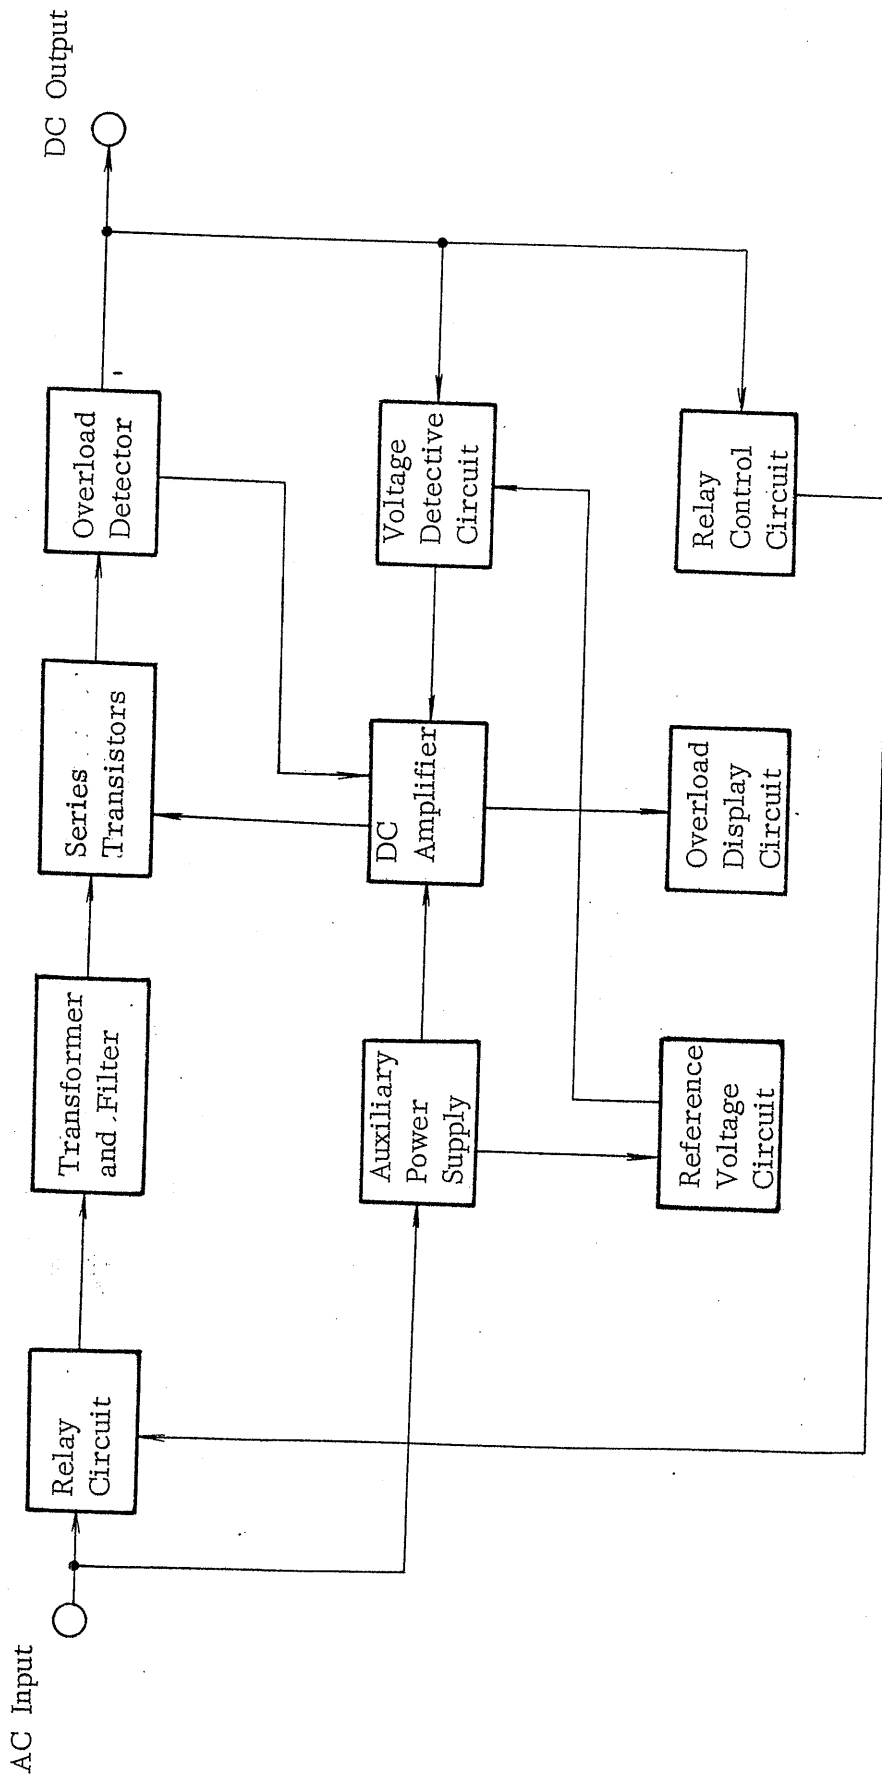 AC Input
Relay
Circuit
Transformer
and Filter
Series
Transistors
Overload
Detector
DC Output
Auxiliary
Power
Supply
DC
Amplifier
Voltage
Detective
Circuit
Reference
Voltage
Circuit
Overload
Display
Circuit
Relay
Control
Circuit